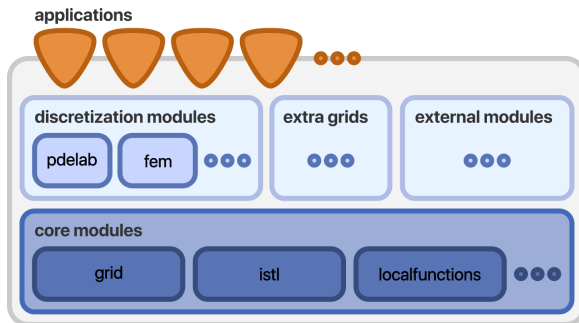 applications
discretization modules
extra grids
external modules
pdelab
fem
core modules
grid
istl
localfunctions